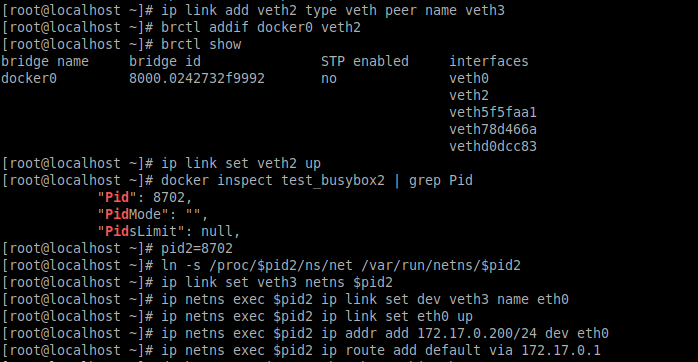 [root@localhost ~]# ip link add veth2 type veth peer name veth3
[root@localhost ~]# brctl addif docker0 veth2
[root@localhost ~]# brctl show
bridge name     bridge id               STP enabled     interfaces
docker0         8000.0242732f9992       no              veth0
                                                        veth2
                                                        veth5f5faa1
                                                        veth78d466a
                                                        vethd0dcc83
[root@localhost ~]# ip link set veth2 up
[root@localhost ~]# docker inspect test_busybox2 | grep Pid
            "Pid": 8702,
            "PidMode": "",
            "PidsLimit": null,
[root@localhost ~]# pid2=8702
[root@localhost ~]# ln -s /proc/$pid2/ns/net /var/run/netns/$pid2
[root@localhost ~]# ip link set veth3 netns $pid2
[root@localhost ~]# ip netns exec $pid2 ip link set dev veth3 name eth0
[root@localhost ~]# ip netns exec $pid2 ip link set eth0 up
[root@localhost ~]# ip netns exec $pid2 ip addr add 172.17.0.200/24 dev eth0
[root@localhost ~]# ip netns exec $pid2 ip route add default via 172.17.0.1